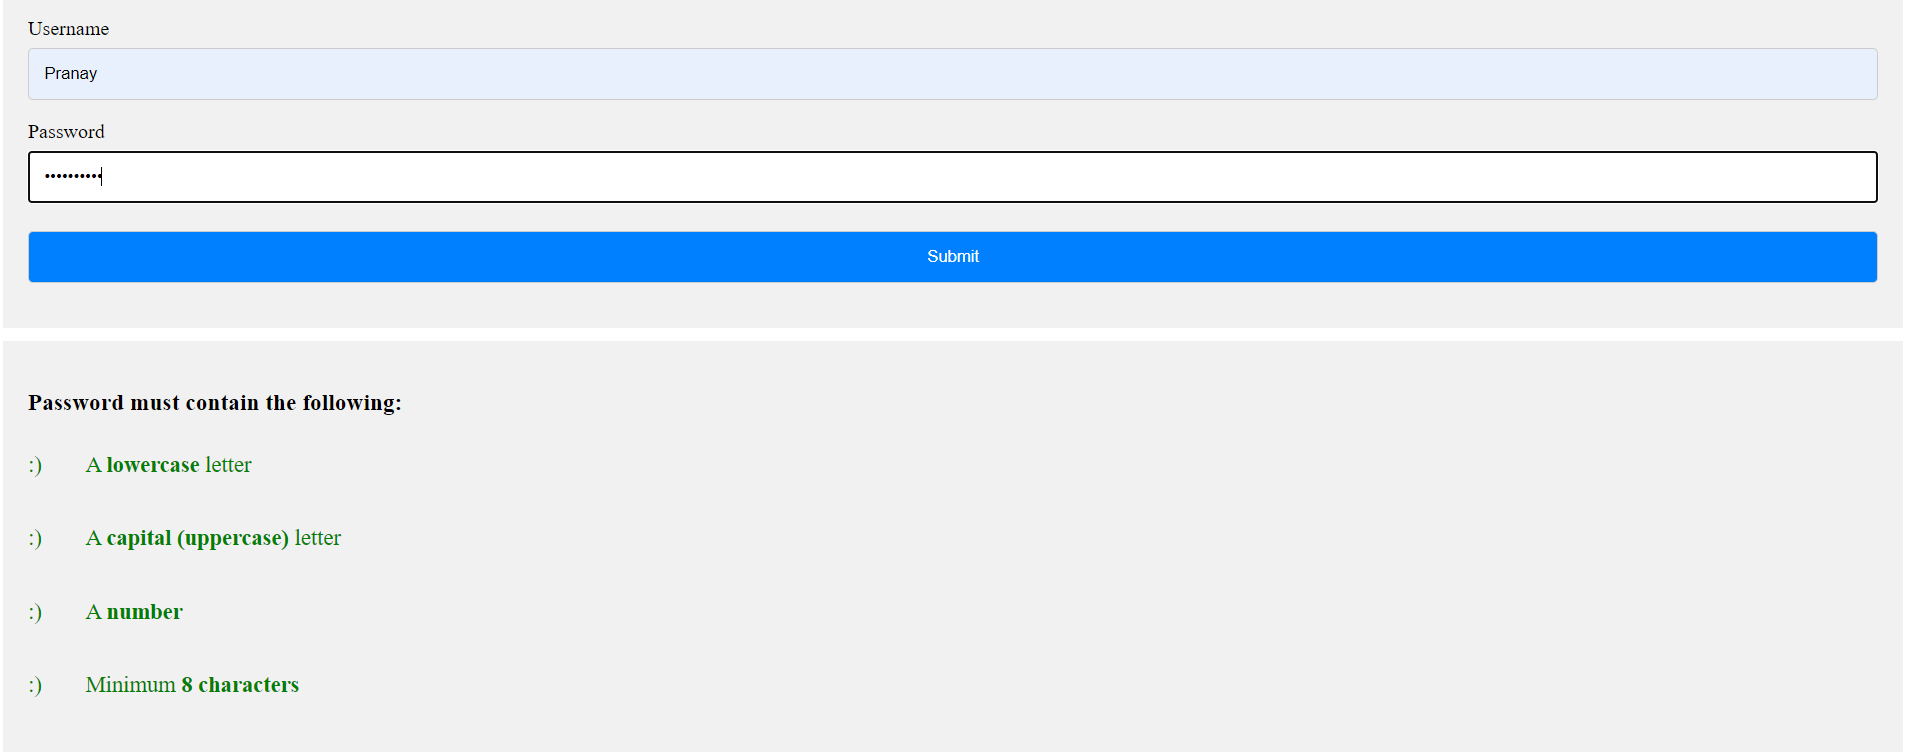 Username
Pranay
Password
••••••••••
Submit
Password must contain the following:
:) A lowercase letter
:) A capital (uppercase) letter
:) A number
:) Minimum 8 characters